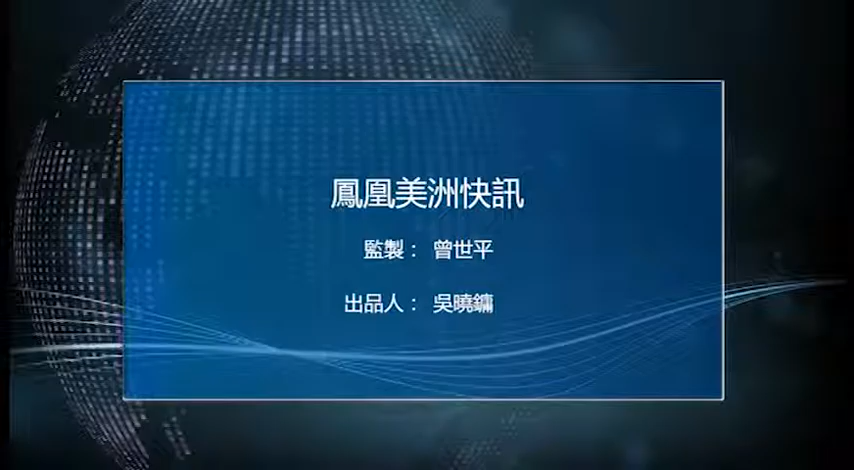 鳳凰美洲快訊
監製： 曾世平
出品人： 吳曉鏞